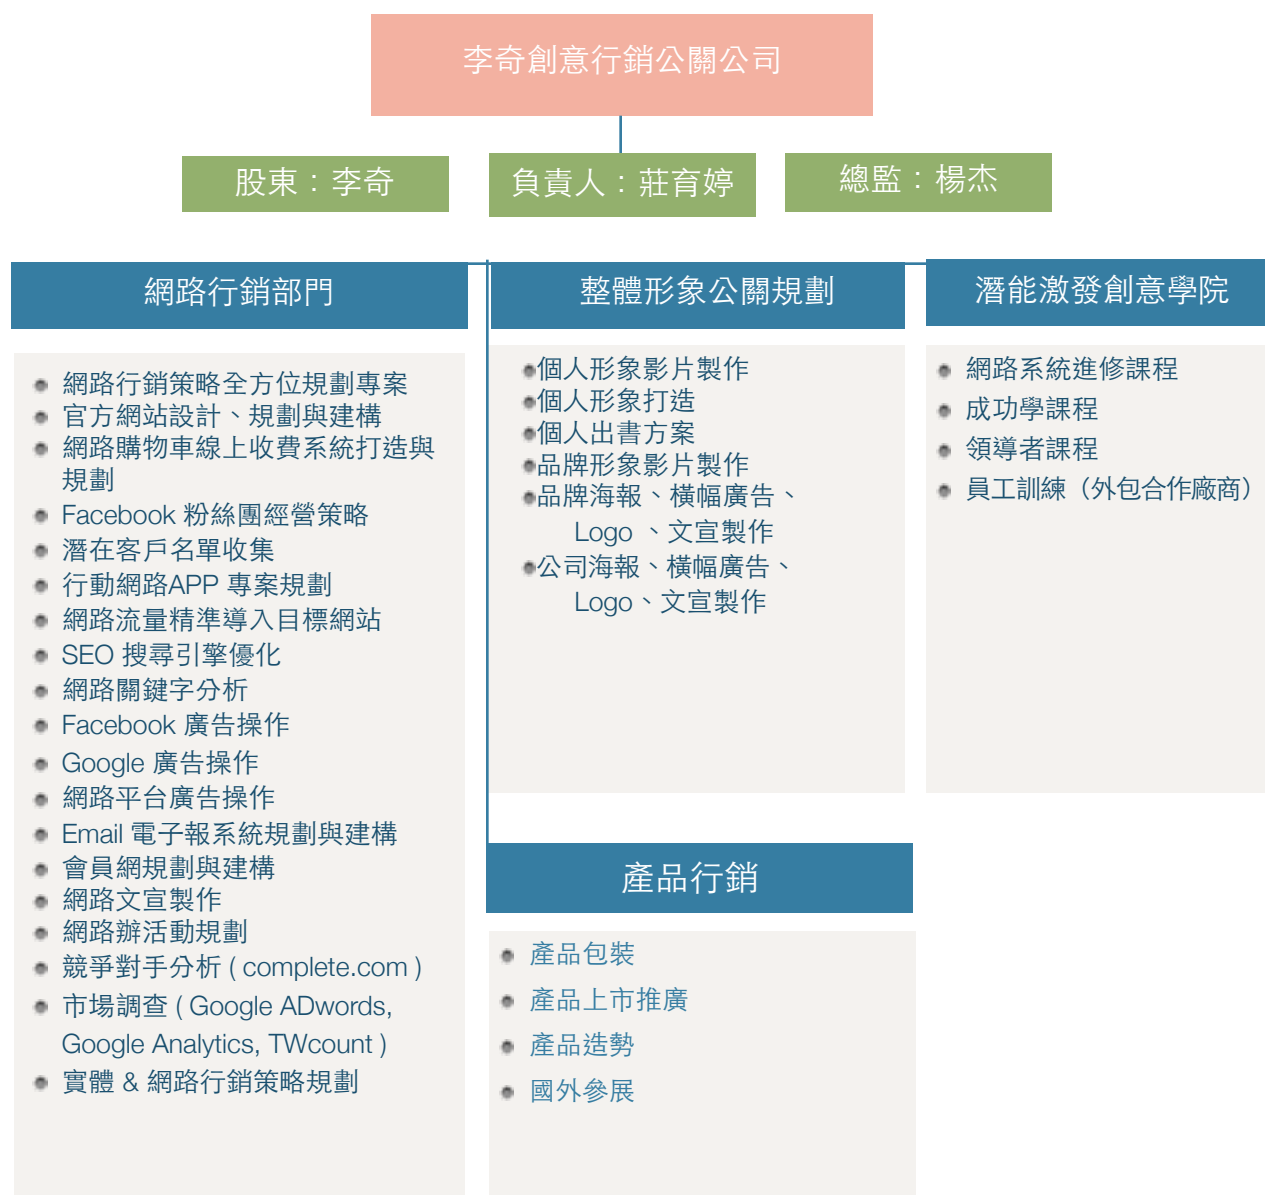 李奇創意行銷公關公司
股東：李奇
負責人：莊育婷
總監：楊杰
網路行銷部門
網路行銷策略全方位規劃專案
官方網站設計、規劃與建構
網路購物車線上收費系統打造與
規劃
Facebook 粉絲團經營策略
潛在客戶名單收集
行動網路APP 專案規劃
網路流量精準導入目標網站
SEO 搜尋引擎優化
網路關鍵字分析
Facebook 廣告操作
Google 廣告操作
網路平台廣告操作
Email 電子報系統規劃與建構
會員網規劃與建構
網路文宣製作
網路辦活動規劃
競爭對手分析 ( complete.com )
市場調查 ( Google ADwords,
Google Analytics, TWcount )
實體 & 網路行銷策略規劃
整體形象公關規劃
個人形象影片製作
個人形象打造
個人出書方案
品牌形象影片製作
品牌海報、橫幅廣告、
Logo 、文宣製作
公司海報、橫幅廣告、
Logo、文宣製作
產品行銷
產品包裝
產品上市推廣
產品造勢
國外參展
潛能激發創意學院
網路系統進修課程
成功學課程
領導者課程
員工訓練（外包合作廠商）